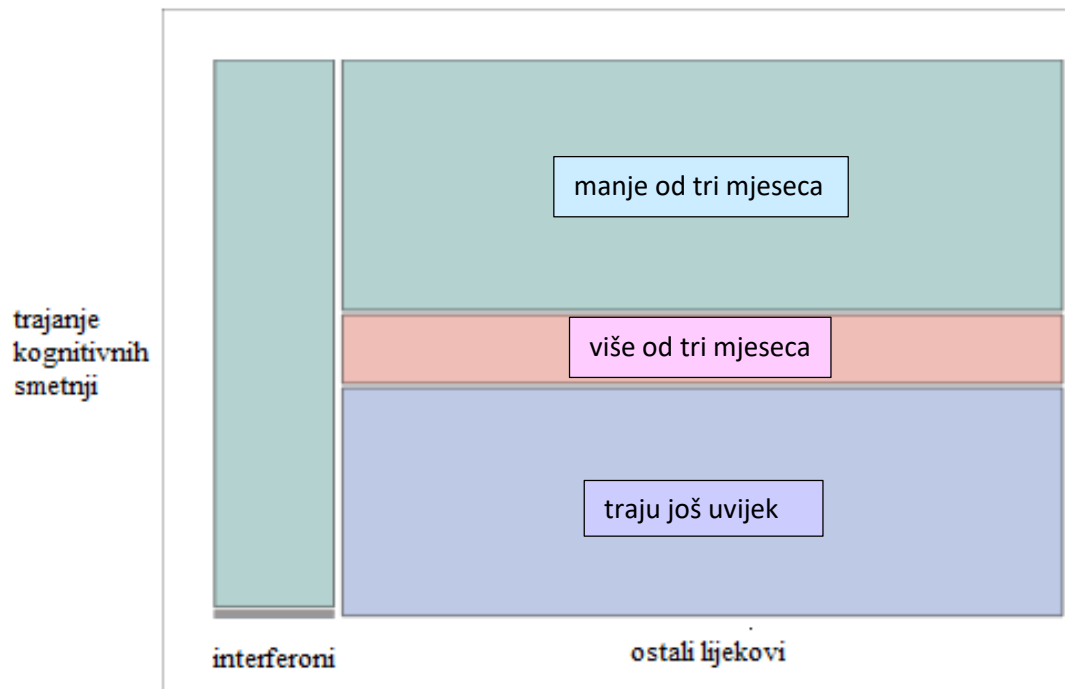 manje od tri mjeseca
trajanje
kognitivnih
smetnji
više od tri mjeseca
traju još uvijek
interferoni
ostali lijekovi